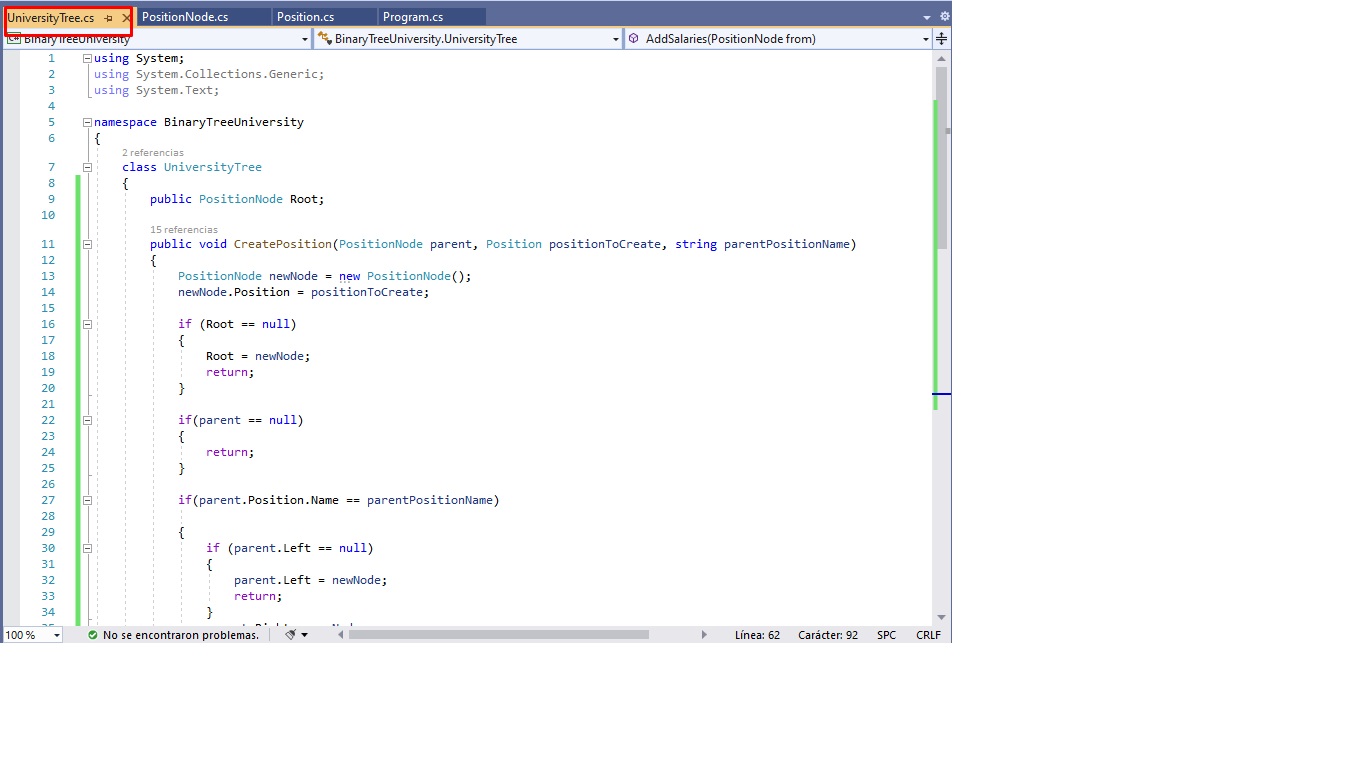 UniversityTree.cs PositionNode.cs Position.cs Program.cs
BinaryTreeUniversity BinaryTreeUniversity.UniversityTree AddSalaries(PositionNode from)
1 using System;
2 using System.Collections.Generic;
3 using System.Text;
4
5 namespace BinaryTreeUniversity
6 {
2 referencias
7 class UniversityTree
8 {
9 public PositionNode Root;
10
15 referencias
11 public void CreatePosition(PositionNode parent, Position positionToCreate, string parentPositionName)
12 {
13 PositionNode newNode = new PositionNode();
14 newNode.Position = positionToCreate;
15
16 if (Root == null)
17 {
18 Root = newNode;
19 return;
20 }
21
22 if(parent == null)
23 {
24 return;
25 }
26
27 if(parent.Position.Name == parentPositionName)
28
29 {
30 if (parent.Left == null)
31 {
32 parent.Left = newNode;
33 return;
34 }
100 % No se encontraron problemas. Línea: 62 Carácter: 92 SPC CRLF